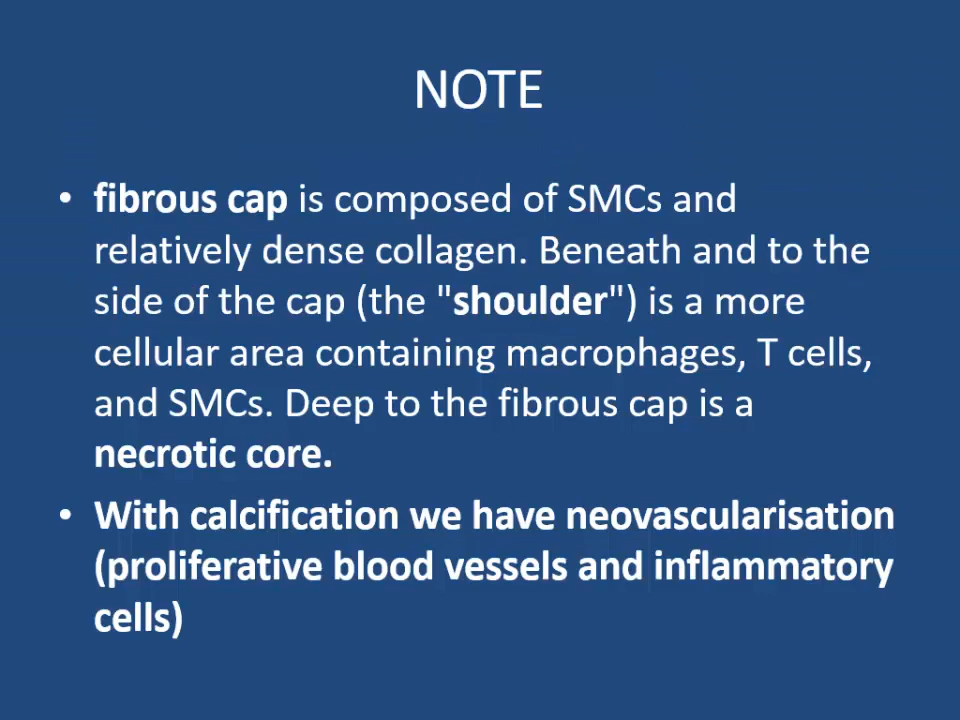 NOTE
• fibrous cap is composed of SMCs and
relatively dense collagen. Beneath and to the
side of the cap (the "shoulder") is a more
cellular area containing macrophages, T cells,
and SMCs. Deep to the fibrous cap is a
necrotic core.
• With calcification we have neovascularisation
(proliferative blood vessels and inflammatory
cells)